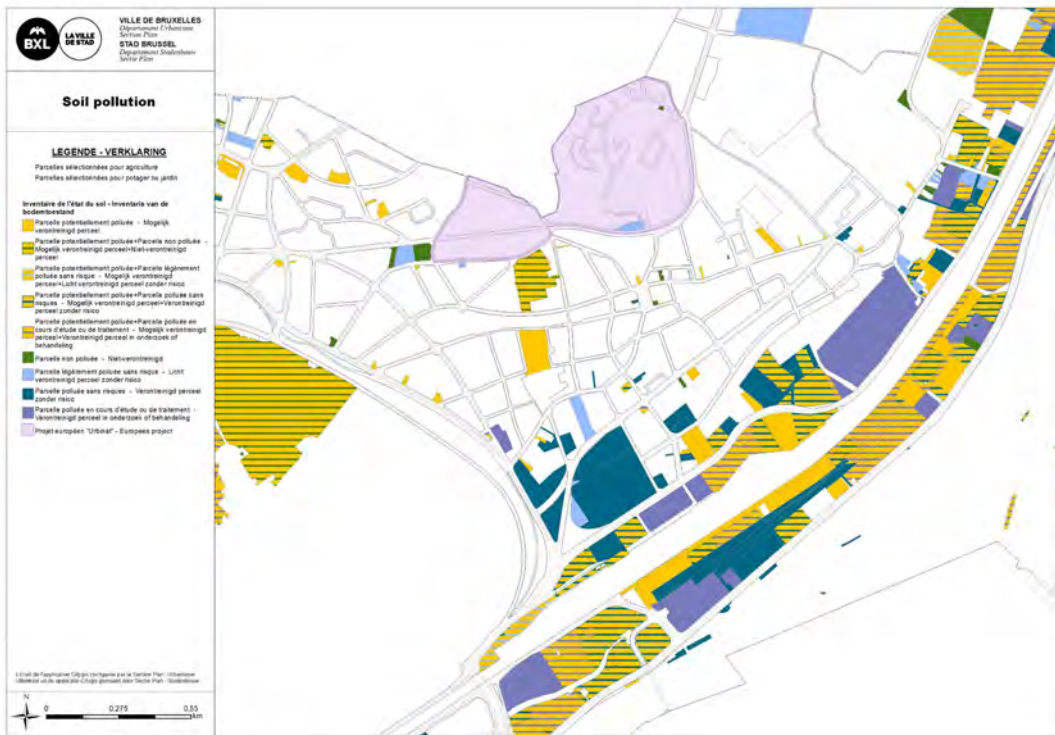 BXL
LA VILLE
DE STAD
VILLE DE BRUXELLES
Département Urbanisme
Section Plan
STAD BRUSSEL
Departement Stedenbouw
Sectie Plan
Soil pollution
LEGENDE - VERKLARING
Parcelles sélectionnées pour agriculture
Parcelles sélectionnées pour potager ou jardin
Inventaire de l'état du sol - Inventaris van de
bodemtoestand
Parcelle potentiellement polluée - Mogelijk
verontreinigd perceel
Parcelle potentiellement polluée+Parcelle non polluée -
Mogelijk verontreinigd perceel+Niet-verontreinigd
perceel
Parcelle potentiellement polluée+Parcelle légèrement
polluée sans risque - Mogelijk verontreinigd
perceel+Licht verontreinigd perceel zonder risico
Parcelle potentiellement polluée+Parcelle polluée sans
risques - Mogelijk verontreinigd perceel+Verontreinigd
perceel zonder risico
Parcelle potentiellement polluée+Parcelle polluée en
cours d'étude ou de traitement - Mogelijk verontreinigd
perceel+Verontreinigd perceel in onderzoek of
behandeling
Parcelle non polluée - Niet-verontreinigd
Parcelle légèrement polluée sans risque - Licht
verontreinigd perceel zonder risico
Parcelle polluée sans risques - Verontreinigd perceel
zonder risico
Parcelle polluée en cours d'étude ou de traitement -
Verontreinigd perceel in onderzoek of behandeling
Projet européen "Urbinat" - Europees project
N
0 0,275 0,55
km